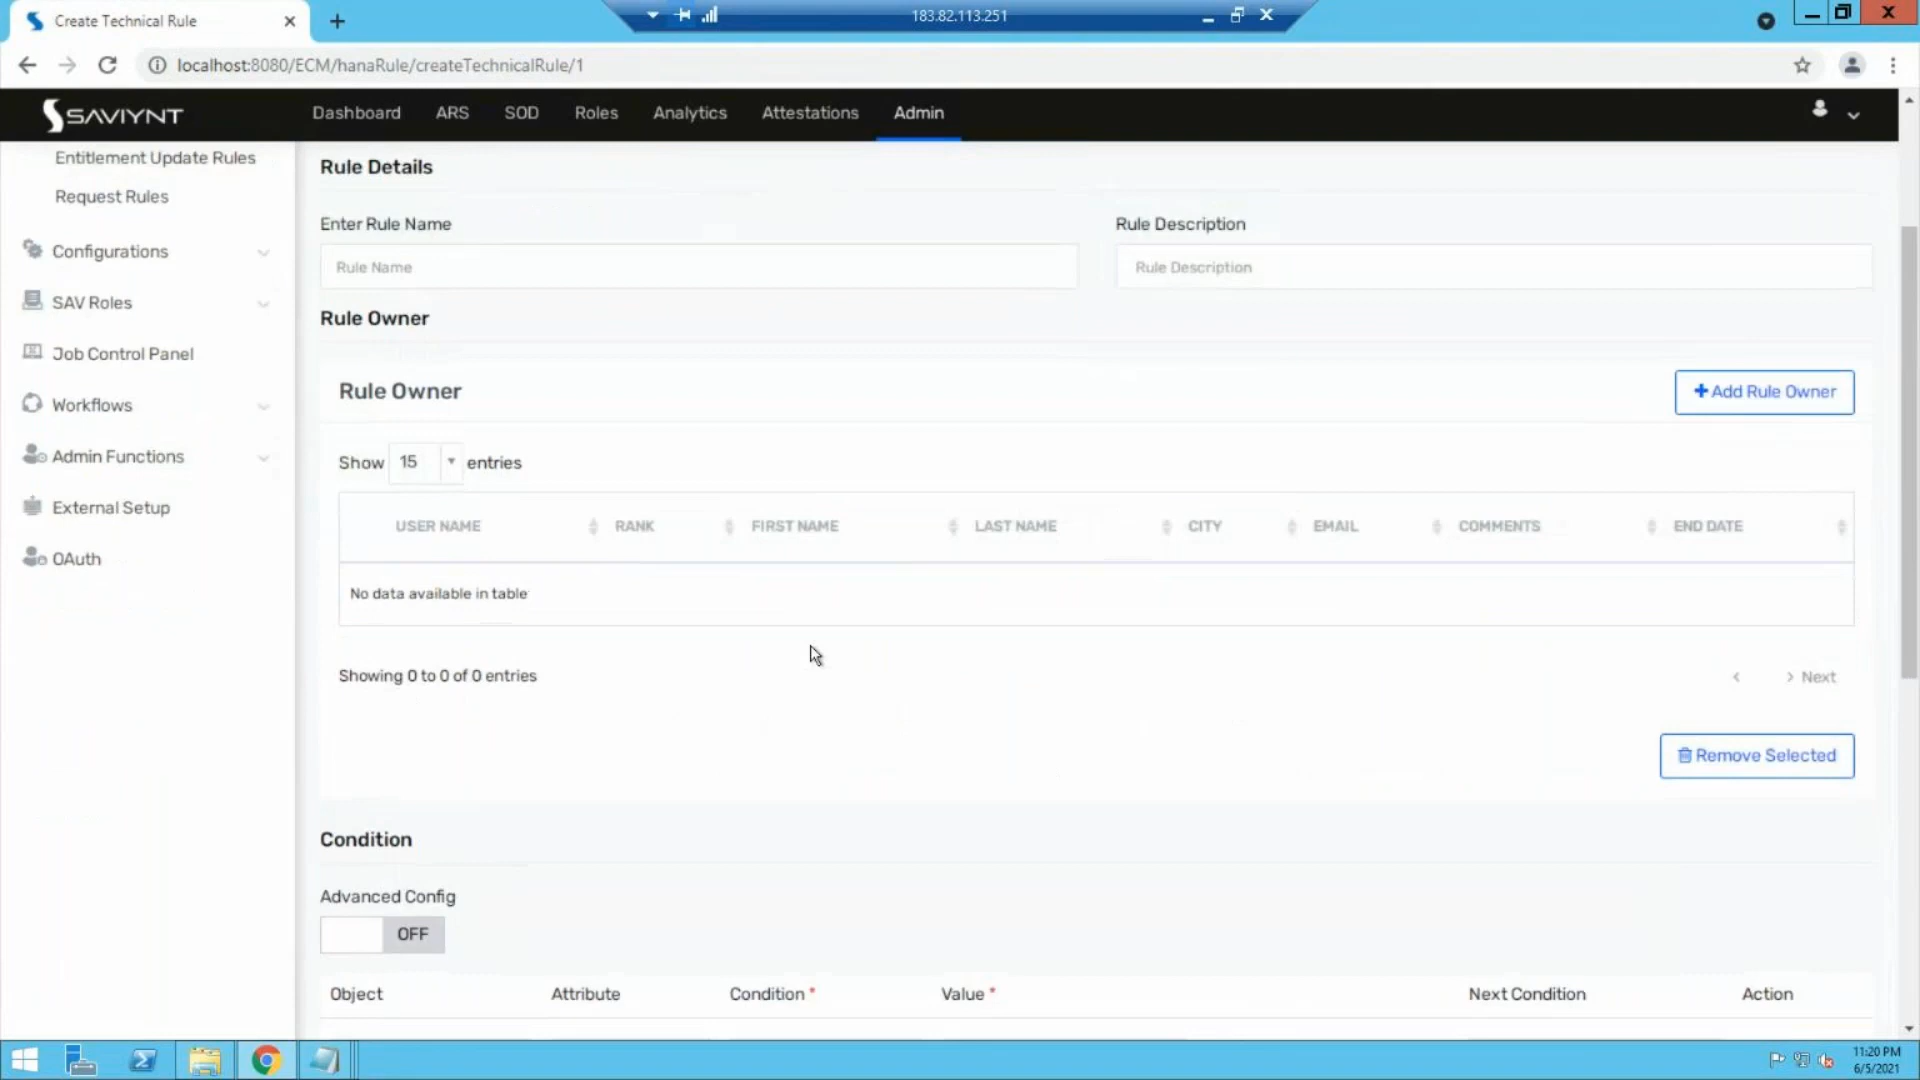 Create Technical Rule
183.82.113.251
localhost:8080/ECM/hanaRule/createTechnicalRule/1
SAVIYNT
Dashboard ARS SOD Roles Analytics Attestations Admin
Entitlement Update Rules
Request Rules
Configurations
SAV Roles
Job Control Panel
Workflows
Admin Functions
External Setup
OAuth
Rule Details
Enter Rule Name Rule Description
Rule Name Rule Description
Rule Owner
Rule Owner
Add Rule Owner
Show 15 entries
USER NAME RANK FIRST NAME LAST NAME CITY EMAIL COMMENTS END DATE
No data available in table
Showing 0 to 0 of 0 entries
Next
Remove Selected
Condition
Advanced Config
OFF
Object Attribute Condition * Value * Next Condition Action
11:20 PM
6/5/2021